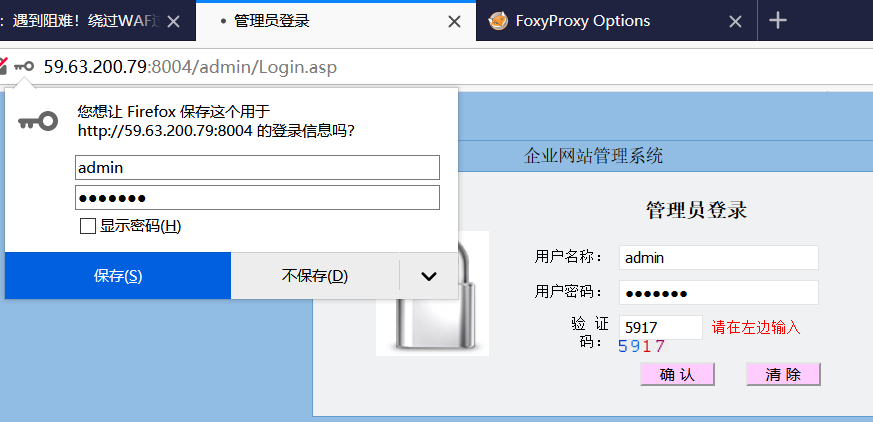 ：遇到阻难！绕过WAF过
管理员登录
FoxyProxy Options
59.63.200.79:8004/admin/Login.asp
您想让 Firefox 保存这个用于
http://59.63.200.79:8004 的登录信息吗？
admin
●●●●●●●
显示密码(H)
保存(S)
不保存(D)
企业网站管理系统
管理员登录
用户名称：
admin
用户密码：
●●●●●●●
验 证
码：
5917
请在左边输入
5917
确 认
清 除